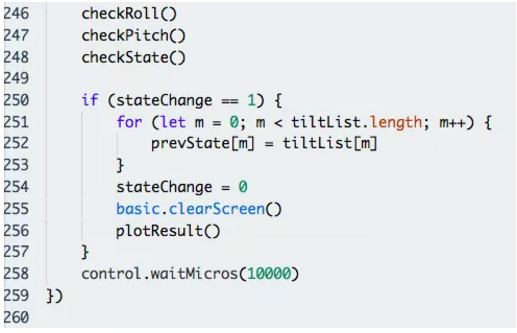 246 checkRoll()
247 checkPitch()
248 checkState()
249
250 if (stateChange == 1) {
251 for (let m = 0; m < tiltList.length; m++) {
252 prevState[m] = tiltList[m]
253 }
254 stateChange = 0
255 basic.clearScreen()
256 plotResult()
257 }
258 control.waitMicros(10000)
259 })
260